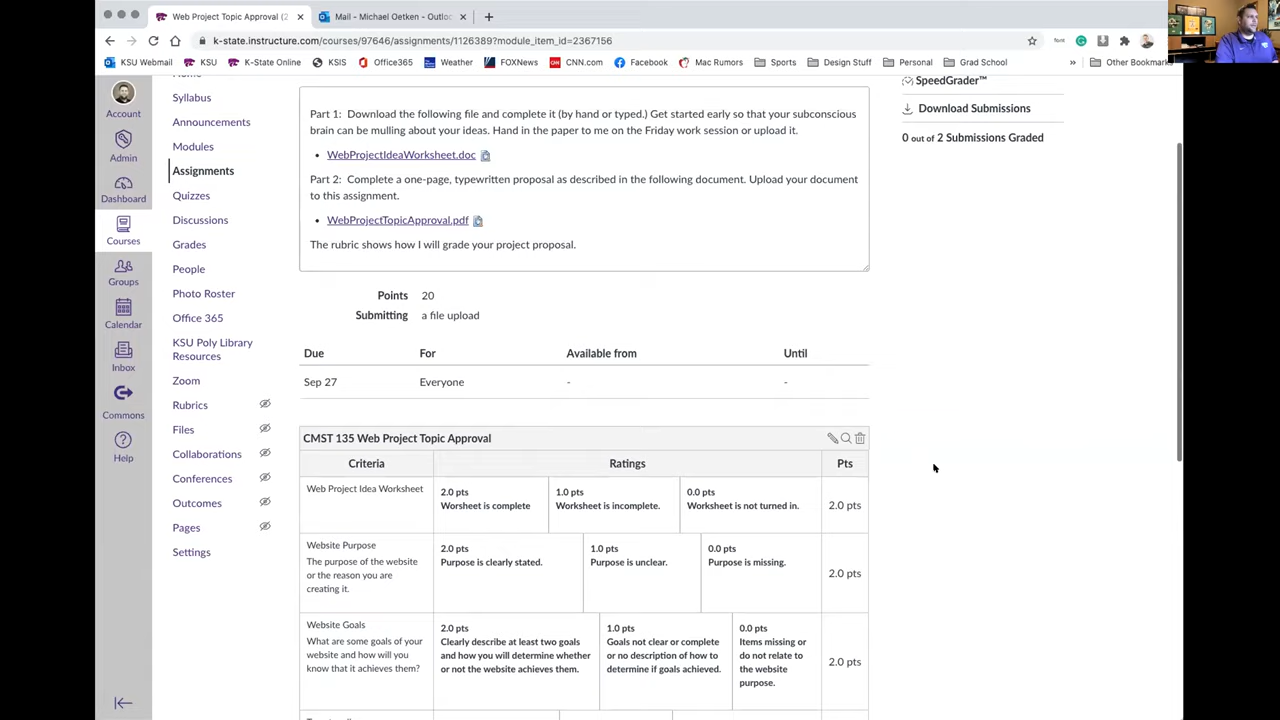 Web Project Topic Approval (2
Mail - Michael Oetken - Outloo
k-state.instructure.com/courses/97646/assignments/1126389?module_item_id=2367156
KSU Webmail
KSU
K-State Online
KSIS
Office365
Weather
FOXNews
CNN.com
Facebook
Mac Rumors
Sports
Design Stuff
Personal
Grad School
»
Other Bookmarks
Account
Admin
Dashboard
Courses
Groups
Calendar
Inbox
Commons
Help
Home
Syllabus
Announcements
Modules
Assignments
Quizzes
Discussions
Grades
People
Photo Roster
Office 365
KSU Poly Library
Resources
Zoom
Rubrics
Files
Collaborations
Conferences
Outcomes
Pages
Settings
Part 1: Download the following file and complete it (by hand or typed.) Get started early so that your subconscious
brain can be mulling about your ideas. Hand in the paper to me on the Friday work session or upload it.
• WebProjectIdeaWorksheet.doc
Part 2: Complete a one-page, typewritten proposal as described in the following document. Upload your document
to this assignment.
• WebProjectTopicApproval.pdf
The rubric shows how I will grade your project proposal.
Points 20
Submitting a file upload
Due For Available from Until
Sep 27 Everyone - -
CMST 135 Web Project Topic Approval
Criteria Ratings Pts
Web Project Idea Worksheet
2.0 pts
Worsheet is complete
1.0 pts
Worksheet is incomplete.
0.0 pts
Worksheet is not turned in.
2.0 pts
Website Purpose
The purpose of the website
or the reason you are
creating it.
2.0 pts
Purpose is clearly stated.
1.0 pts
Purpose is unclear.
0.0 pts
Purpose is missing.
2.0 pts
Website Goals
What are some goals of your
website and how will you
know that it achieves them?
2.0 pts
Clearly describe at least two goals
and how you will determine whether
or not the website achieves them.
1.0 pts
Goals not clear or complete
or no description of how to
determine if goals achieved.
0.0 pts
Items missing or
do not relate to
the website
purpose.
2.0 pts
SpeedGrader™
Download Submissions
0 out of 2 Submissions Graded